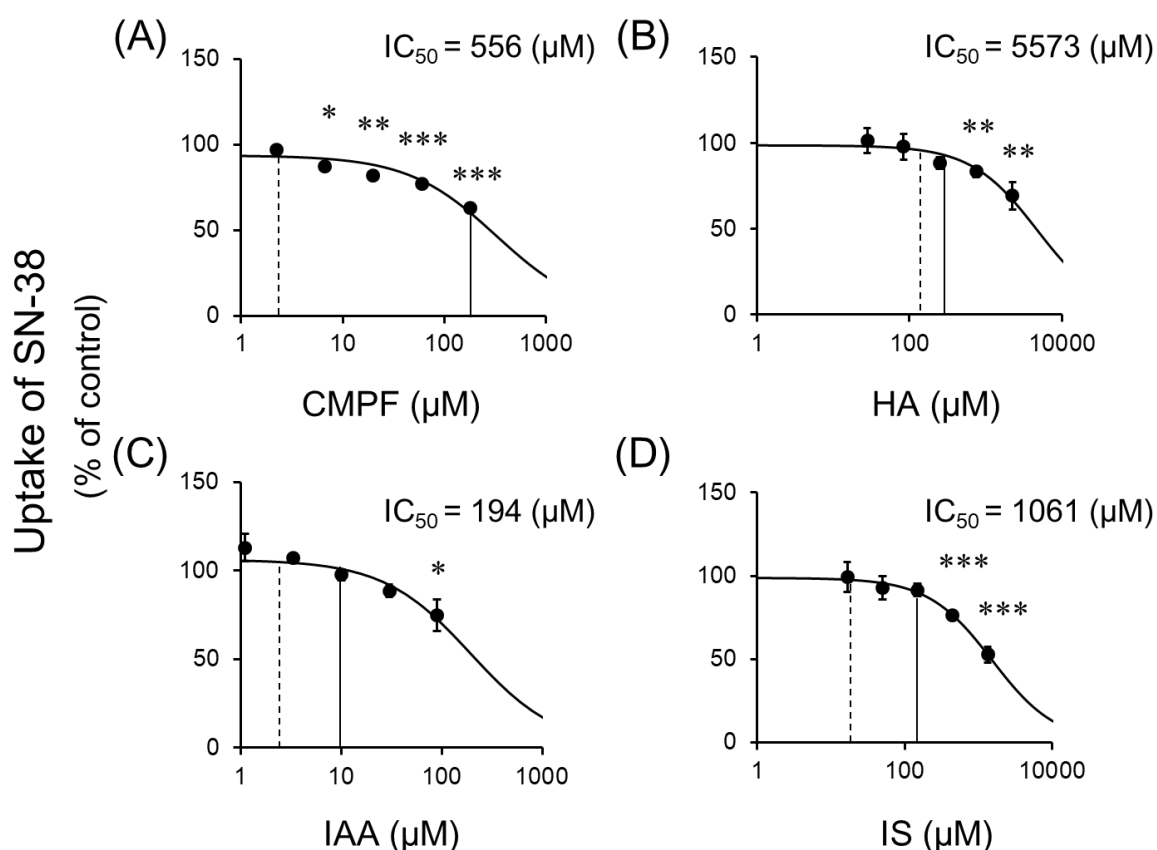 Uptake of SN-38
(% of control)
(A)
IC50 = 556 (µM)
150
100
50
0
* ** *** ***
1 10 100 1000
CMPF (µM)
(B)
IC50 = 5573 (µM)
150
100
50
0
** **
1 100 10000
HA (µM)
(C)
IC50 = 194 (µM)
150
100
50
0
*
1 10 100 1000
IAA (µM)
(D)
IC50 = 1061 (µM)
150
100
50
0
*** ***
1 100 10000
IS (µM)